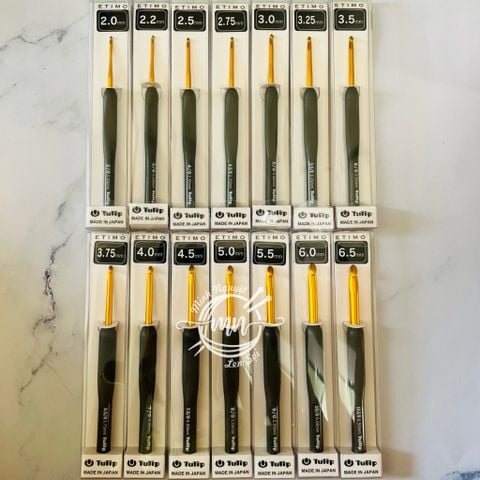 ETIMO ETIMO ETIMO ETIMO ETIMO ETIMO ETIMO
2.0mm 2.2mm 2.5mm 2.75mm 3.0mm 3.25mm 3.5mm
Tulip Tulip Tulip Tulip Tulip Tulip Tulip
MADE IN JAPAN MADE IN JAPAN MADE IN JAPAN MADE IN JAPAN MADE IN JAPAN MADE IN JAPAN MADE IN JAPAN
ETIMO ETIMO ETIMO ETIMO ETIMO ETIMO ETIMO
3.75mm 4.0mm 4.5mm 5.0mm 5.5mm 6.0mm 6.5mm
Minh Nguyệt
mn
Len Sợi
Tulip Tulip Tulip Tulip Tulip Tulip Tulip
MADE IN JAPAN MADE IN JAPAN MADE IN JAPAN MADE IN JAPAN MADE IN JAPAN MADE IN JAPAN MADE IN JAPAN